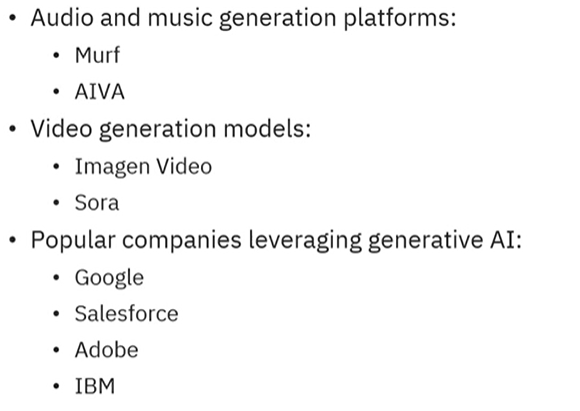 • Audio and music generation platforms:
• Murf
• AIVA
• Video generation models:
• Imagen Video
• Sora
• Popular companies leveraging generative AI:
• Google
• Salesforce
• Adobe
• IBM